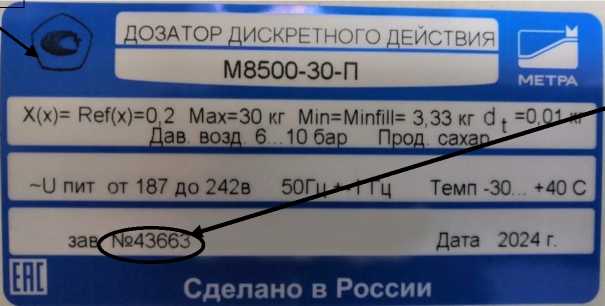 ДОЗАТОР ДИСКРЕТНОГО ДЕЙСТВИЯ
М8500-30-П
МЕТРА
X(x)= Ref(x)=0,2 Max=30 кг Min=Minfill= 3,33 кг d t =0,01 кг
Дав. возд. 6...10 бар Прод. сахар
~U пит от 187 до 242в 50Гц +-1 Гц Темп -30... +40 С
зав №43663 Дата 2024 г.
EAC Сделано в России